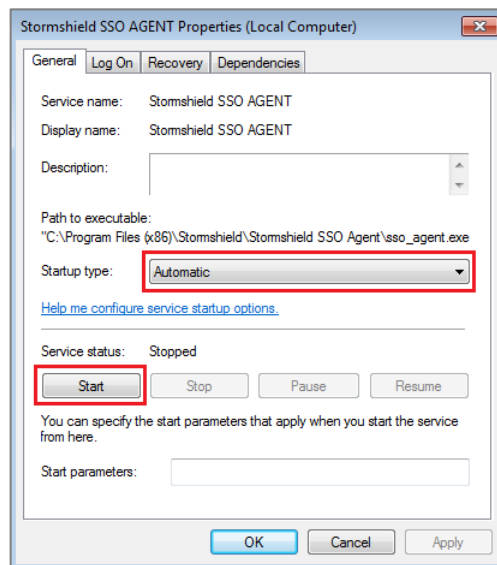 Stormshield SSO AGENT Properties (Local Computer)
General Log On Recovery Dependencies
Service name: Stormshield SSO AGENT
Display name: Stormshield SSO AGENT
Description:
Path to executable:
"C:\Program Files (x86)\Stormshield\Stormshield SSO Agent\sso_agent.exe
Startup type: Automatic
Help me configure service startup options.
Service status: Stopped
Start Stop Pause Resume
You can specify the start parameters that apply when you start the service
from here.
Start parameters:
OK Cancel Apply